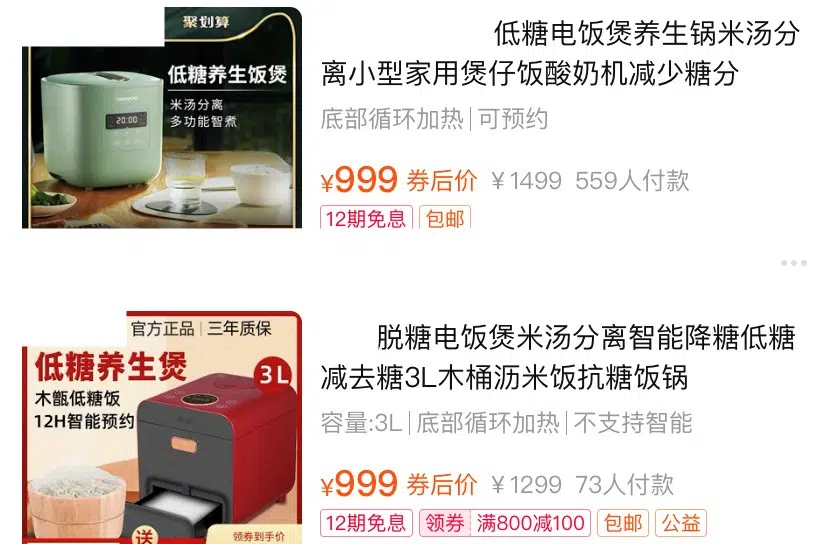 聚划算
低糖养生饭煲
米汤分离
多功能智煮
20:00
低糖电饭煲养生锅米汤分
离小型家用煲仔饭酸奶机减少糖分
底部循环加热|可预约
¥999 券后价 ¥1499 559人付款
12期免息 包邮
官方正品|三年质保
低糖养生煲
3L
木甑低糖饭
12H智能预约
送
领券到手价
脱糖电饭煲米汤分离智能降糖低糖
减去糖3L木桶沥米饭抗糖饭锅
容量:3L|底部循环加热|不支持智能
¥999 券后价 ¥1299 73人付款
12期免息 领券 满800减100 包邮 公益